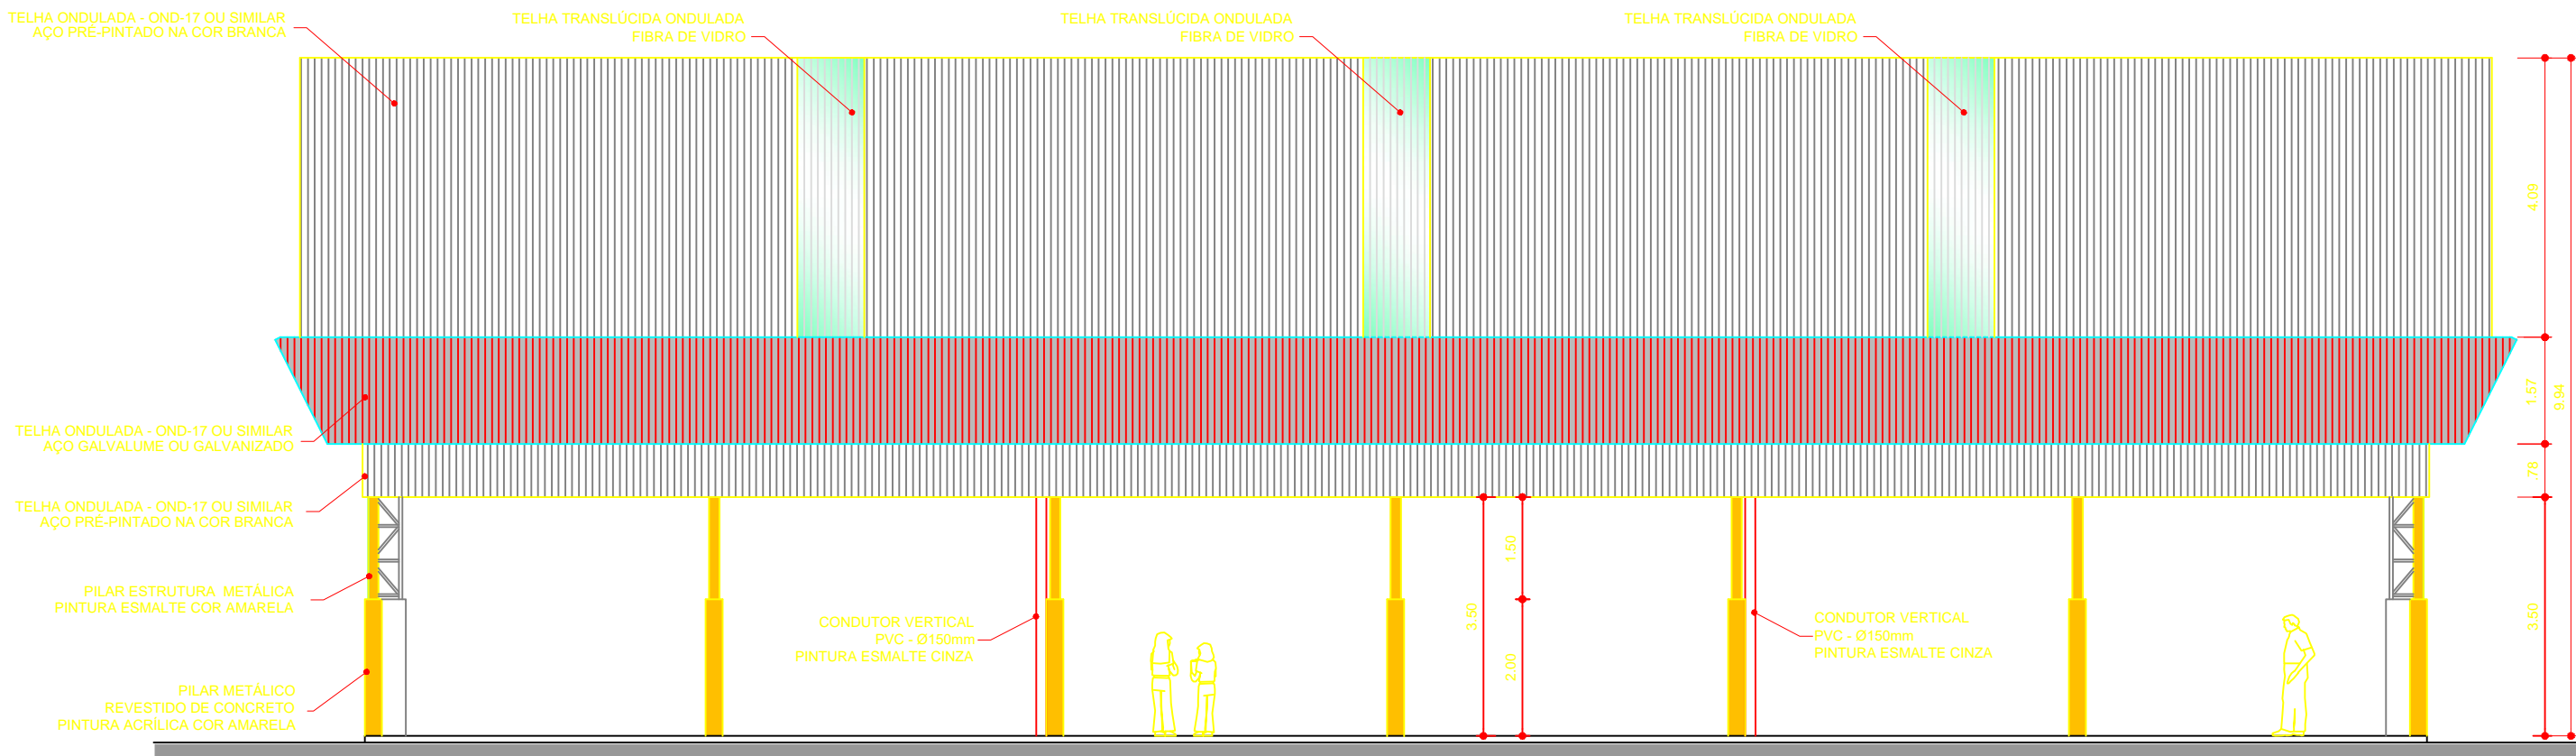 TELHA ONDULADA - OND-17 OU SIMILAR
AÇO PRÉ-PINTADO NA COR BRANCA
TELHA TRANSLÚCIDA ONDULADA
FIBRA DE VIDRO
TELHA TRANSLÚCIDA ONDULADA
FIBRA DE VIDRO
TELHA TRANSLÚCIDA ONDULADA
FIBRA DE VIDRO
4.09
1.57
9.94
.78
3.50
TELHA ONDULADA - OND-17 OU SIMILAR
AÇO GALVALUME OU GALVANIZADO
TELHA ONDULADA - OND-17 OU SIMILAR
AÇO PRÉ-PINTADO NA COR BRANCA
PILAR ESTRUTURA METÁLICA
PINTURA ESMALTE COR AMARELA
PILAR METÁLICO
REVESTIDO DE CONCRETO
PINTURA ACRÍLICA COR AMARELA
CONDUTOR VERTICAL
PVC - Ø150mm
PINTURA ESMALTE CINZA
3.50
1.50
2.00
CONDUTOR VERTICAL
PVC - Ø150mm
PINTURA ESMALTE CINZA